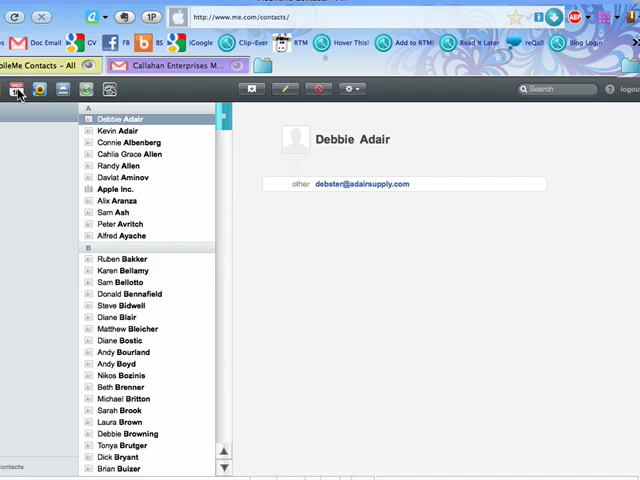 1P
http://www.me.com/contacts/
ABP
Doc Email GV FB BS iGoogle Clip-Ever RTM Hover This! Add to RTM Read It Later reQall Blog Login
bileMe Contacts – All
Callahan Enterprises M...
WED
Search
logou
A
Debbie Adair
Kevin Adair
Connie Albenberg
Cahlia Grace Allen
Randy Allen
Davlat Aminov
Apple Inc.
Alix Aranza
Sam Ash
Peter Avritch
Alfred Ayache
B
Ruben Bakker
Karen Bellamy
Sam Bellotto
Donald Bennafield
Steve Bidwell
Diane Blair
Matthew Bleicher
Diane Bostic
Andy Bourland
Andy Boyd
Nikos Bozinis
Beth Brenner
Michael Britton
Sarah Brook
Laura Brown
Debbie Browning
Tonya Brutger
Dick Bryant
Brian Buizer
Debbie Adair
other debster@adairsupply.com
ontacts